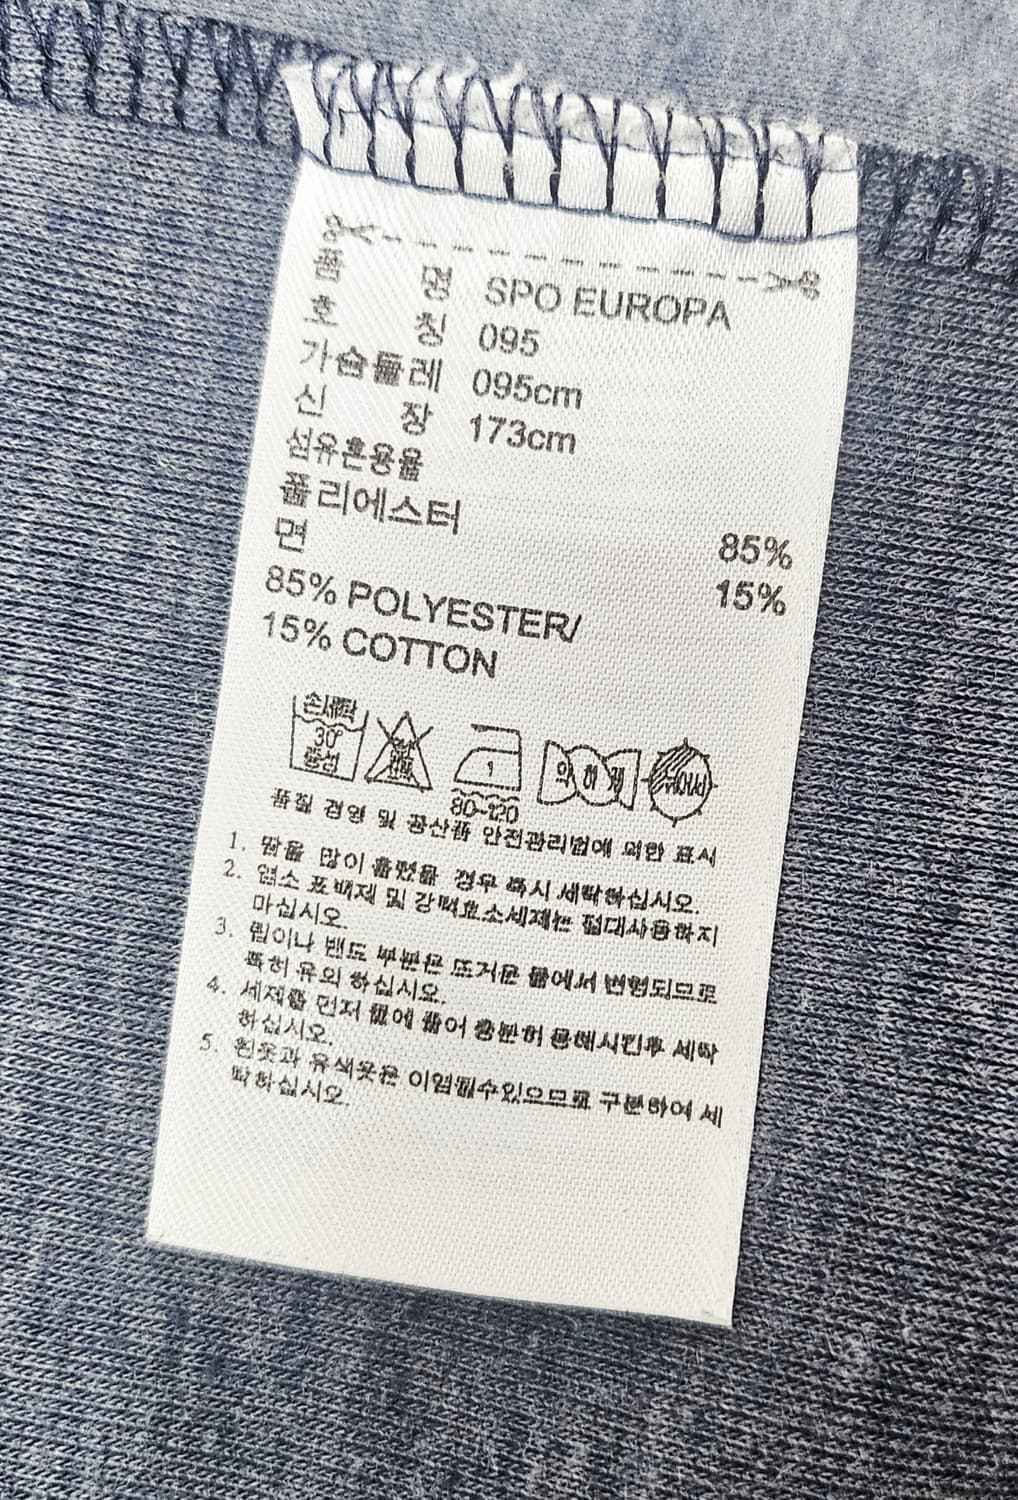 품 명 SPO EUROPA
호 칭 095
가슴둘레 095cm
신 장 173cm
섬유혼용율
폴리에스터 85%
면 15%
85% POLYESTER/
15% COTTON
손세탁
30°
중성
1
80~120
드라이
뉘어서
품질 경영 및 공산품 안전관리법에 의한 표시
1. 땀을 많이 흘렸을 경우 즉시 세탁하십시오.
2. 염소 표백제 및 강력효소세제는 절대사용하지
마십시오.
3. 립이나 밴드 부분은 뜨거운 물에서 변형되므로
특히 유의 하십시오.
4. 세제를 먼저 물에 풀어 충분히 용해시킨후 세탁
하십시오.
5. 흰옷과 유색옷은 이염될수있으므로 구분하여 세
탁하십시오.